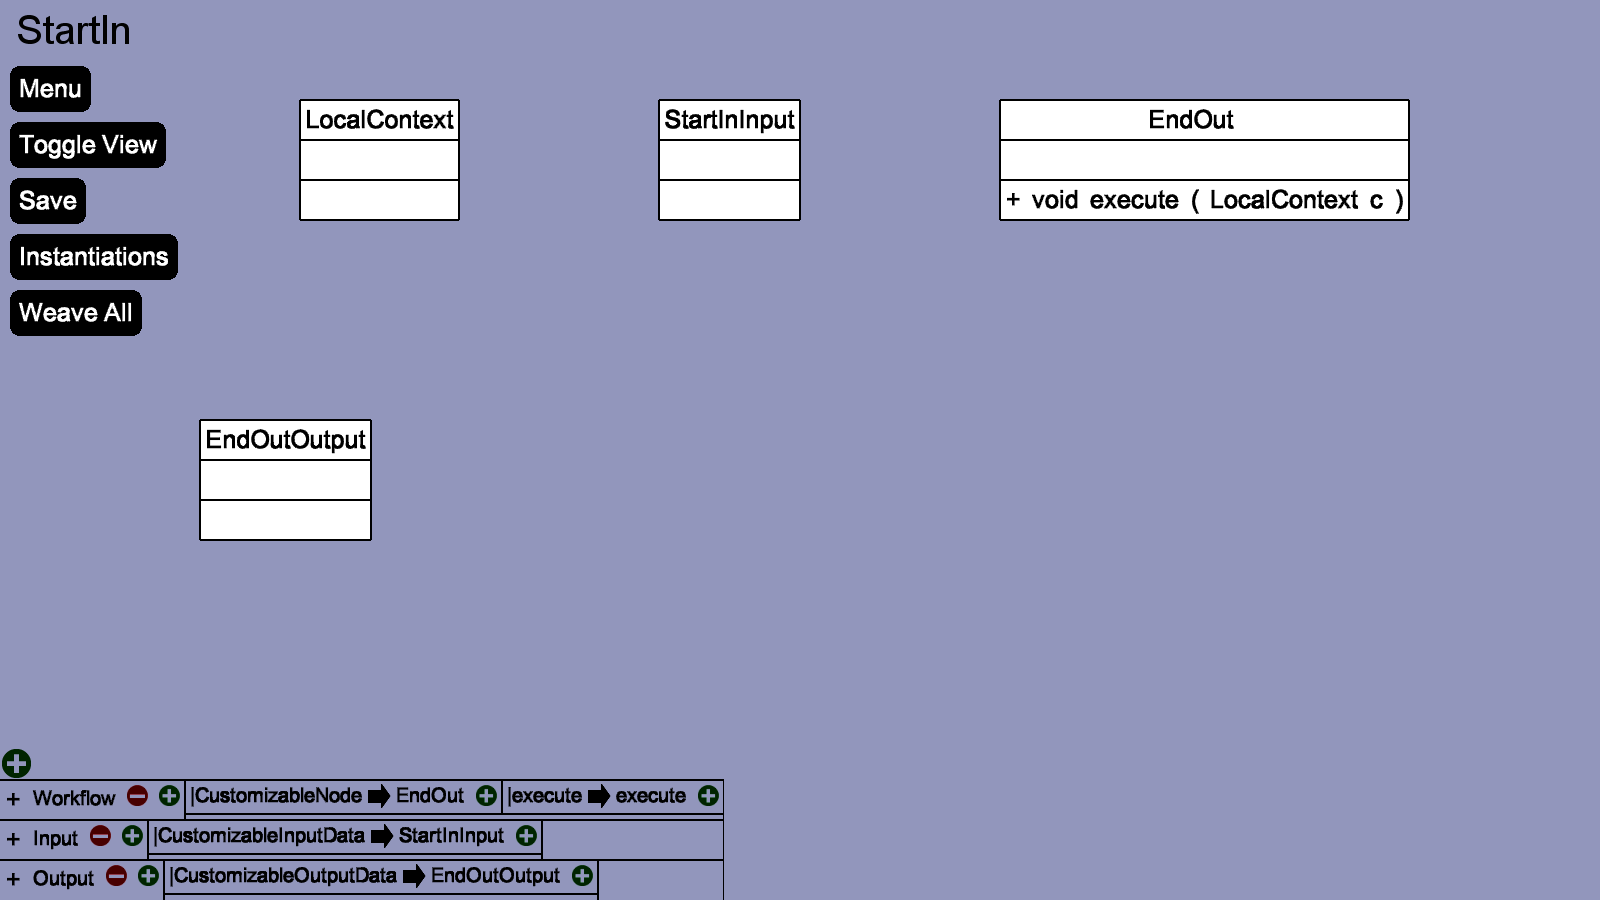 StartIn
Menu
Toggle View
Save
Instantiations
Weave All
LocalContext
StartInInput
EndOut
+ void execute ( LocalContext c )
EndOutOutput
+ Workflow |CustomizableNode EndOut |execute execute
+ Input |CustomizableInputData StartInInput
+ Output |CustomizableOutputData EndOutOutput